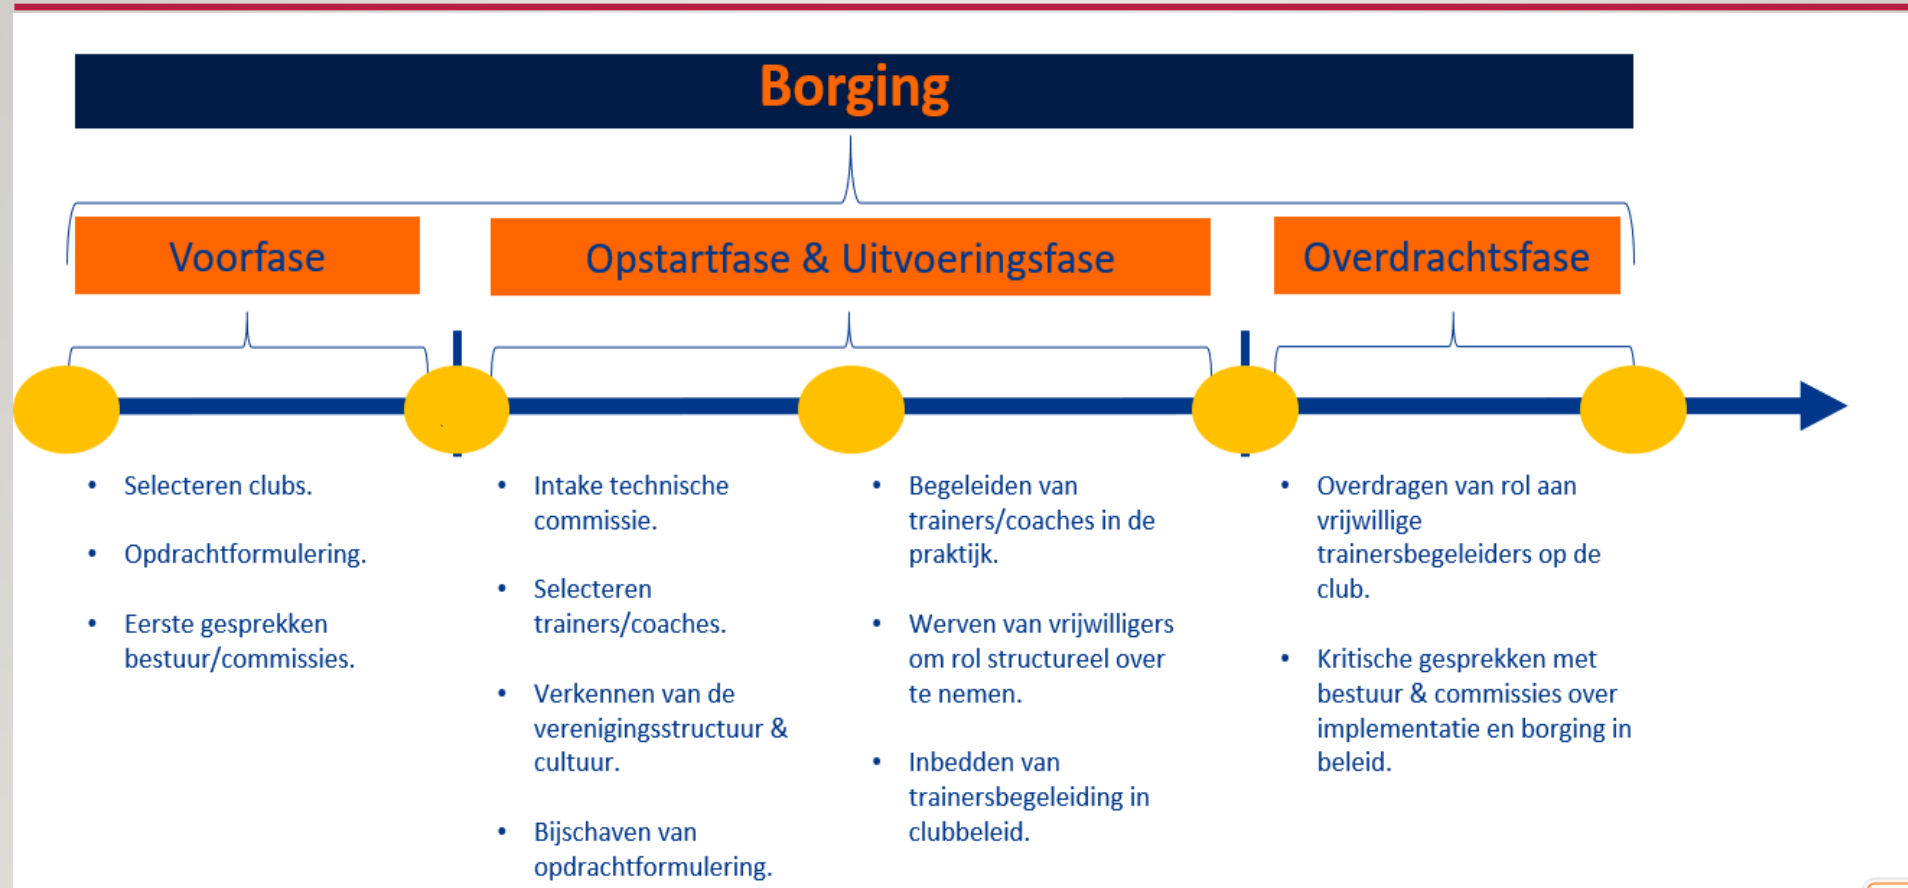 Borging
Voorfase
Opstartfase & Uitvoeringsfase
Overdrachtsfase
• Selecteren clubs.
• Opdrachtformulering.
• Eerste gesprekken
bestuur/commissies.
• Intake technische
commissie.
• Selecteren
trainers/coaches.
• Verkennen van de
verenigingsstructuur &
cultuur.
• Bijschaven van
opdrachtformulering.
• Begeleiden van
trainers/coaches in de
praktijk.
• Werven van vrijwilligers
om rol structureel over
te nemen.
• Inbedden van
trainersbegeleiding in
clubbeleid.
• Overdragen van rol aan
vrijwillige
trainersbegeleiders op de
club.
• Kritische gesprekken met
bestuur & commissies over
implementatie en borging in
beleid.